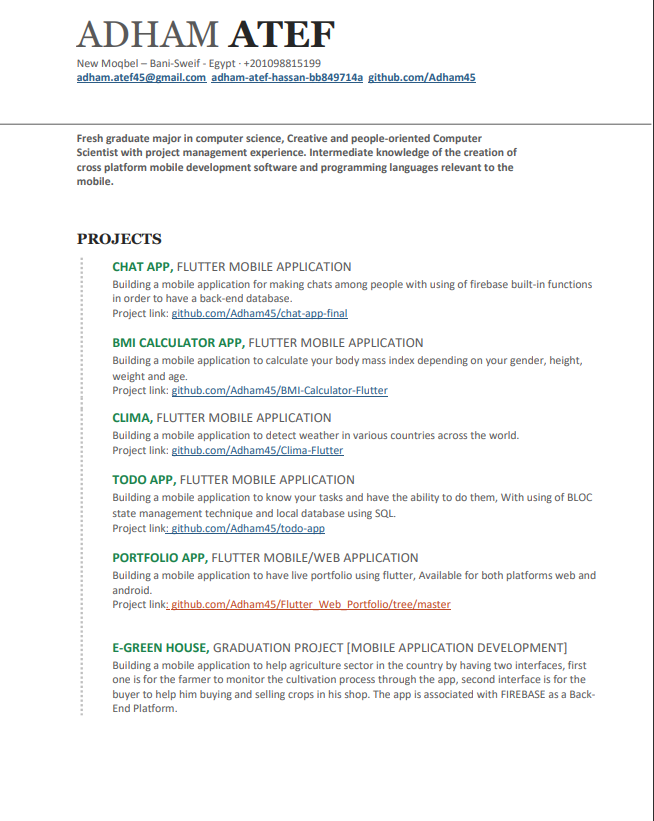 ADHAM ATEF
New Moqbel – Bani-Sweif - Egypt · +201098815199
adham.atef45@gmail.com adham-atef-hassan-bb849714a github.com/Adham45
Fresh graduate major in computer science, Creative and people-oriented Computer
Scientist with project management experience. Intermediate knowledge of the creation of
cross platform mobile development software and programming languages relevant to the
mobile.
PROJECTS
CHAT APP, FLUTTER MOBILE APPLICATION
Building a mobile application for making chats among people with using of firebase built-in functions
in order to have a back-end database.
Project link: github.com/Adham45/chat-app-final
BMI CALCULATOR APP, FLUTTER MOBILE APPLICATION
Building a mobile application to calculate your body mass index depending on your gender, height,
weight and age.
Project link: github.com/Adham45/BMI-Calculator-Flutter
CLIMA, FLUTTER MOBILE APPLICATION
Building a mobile application to detect weather in various countries across the world.
Project link: github.com/Adham45/Clima-Flutter
TODO APP, FLUTTER MOBILE APPLICATION
Building a mobile application to know your tasks and have the ability to do them, With using of BLOC
state management technique and local database using SQL.
Project link: github.com/Adham45/todo-app
PORTFOLIO APP, FLUTTER MOBILE/WEB APPLICATION
Building a mobile application to have live portfolio using flutter, Available for both platforms web and
android.
Project link: github.com/Adham45/Flutter_Web_Portfolio/tree/master
E-GREEN HOUSE, GRADUATION PROJECT [MOBILE APPLICATION DEVELOPMENT]
Building a mobile application to help agriculture sector in the country by having two interfaces, first
one is for the farmer to monitor the cultivation process through the app, second interface is for the
buyer to help him buying and selling crops in his shop. The app is associated with FIREBASE as a Back-
End Platform.